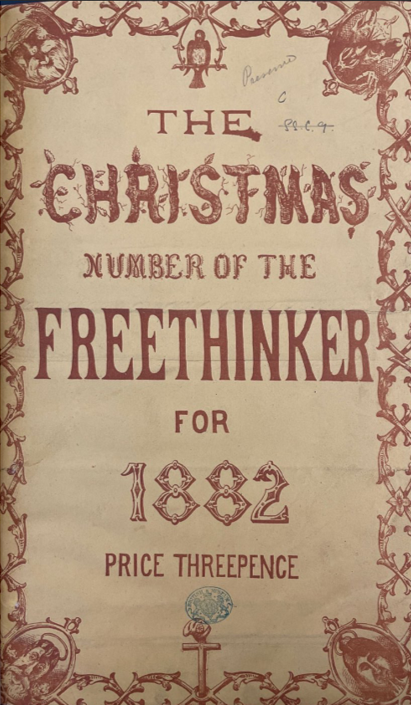 THE
CHRISTMAS
NUMBER OF THE
FREETHINKER
FOR
1882
PRICE THREEPENCE